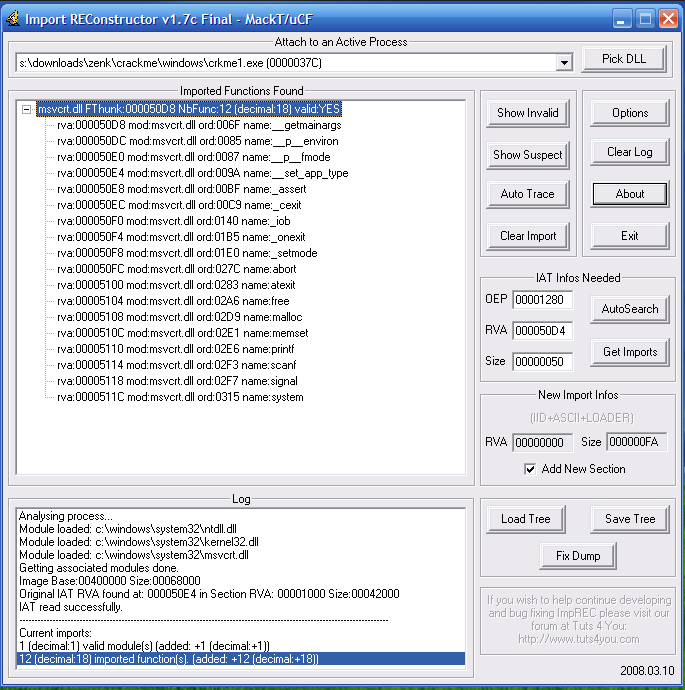 Import REConstructor v1.7c Final - MackT/uCF
Attach to an Active Process
s:\downloads\zenk\crackme\windows\crkme1.exe (0000037C)
Pick DLL
Imported Functions Found
msvcrt.dll FThunk:000050D8 NbFunc:12 (decimal:18) valid:YES
rva:000050D8 mod:msvcrt.dll ord:006F name:__getmainargs
rva:000050DC mod:msvcrt.dll ord:0085 name:__p__environ
rva:000050E0 mod:msvcrt.dll ord:0087 name:__p__fmode
rva:000050E4 mod:msvcrt.dll ord:009A name:__set_app_type
rva:000050E8 mod:msvcrt.dll ord:00BF name:_assert
rva:000050EC mod:msvcrt.dll ord:00C9 name:_cexit
rva:000050F0 mod:msvcrt.dll ord:0140 name:_iob
rva:000050F4 mod:msvcrt.dll ord:01B5 name:_onexit
rva:000050F8 mod:msvcrt.dll ord:01E0 name:_setmode
rva:000050FC mod:msvcrt.dll ord:027C name:abort
rva:00005100 mod:msvcrt.dll ord:0283 name:atexit
rva:00005104 mod:msvcrt.dll ord:02A6 name:free
rva:00005108 mod:msvcrt.dll ord:02D9 name:malloc
rva:0000510C mod:msvcrt.dll ord:02E1 name:memset
rva:00005110 mod:msvcrt.dll ord:02E6 name:printf
rva:00005114 mod:msvcrt.dll ord:02F3 name:scanf
rva:00005118 mod:msvcrt.dll ord:02F7 name:signal
rva:0000511C mod:msvcrt.dll ord:0315 name:system
Show Invalid
Show Suspect
Auto Trace
Clear Import
Options
Clear Log
About
Exit
IAT Infos Needed
OEP 00001280
AutoSearch
RVA 000050D4
Get Imports
Size 00000050
New Import Infos
(IID+ASCII+LOADER)
RVA 00000000 Size 000000FA
Add New Section
Log
Analysing process...
Module loaded: c:\windows\system32\ntdll.dll
Module loaded: c:\windows\system32\kernel32.dll
Module loaded: c:\windows\system32\msvcrt.dll
Getting associated modules done.
Image Base:00400000 Size:00068000
Original IAT RVA found at: 000050E4 in Section RVA: 00001000 Size:00042000
IAT read successfully.
Current imports:
1 (decimal:1) valid module(s) (added: +1 (decimal:+1))
12 (decimal:18) imported function(s). (added: +12 (decimal:+18))
Load Tree
Save Tree
Fix Dump
If you wish to help continue developing
and bug fixing ImpREC please visit our
forum at Tuts 4 You:
http://www.tuts4you.com
2008.03.10